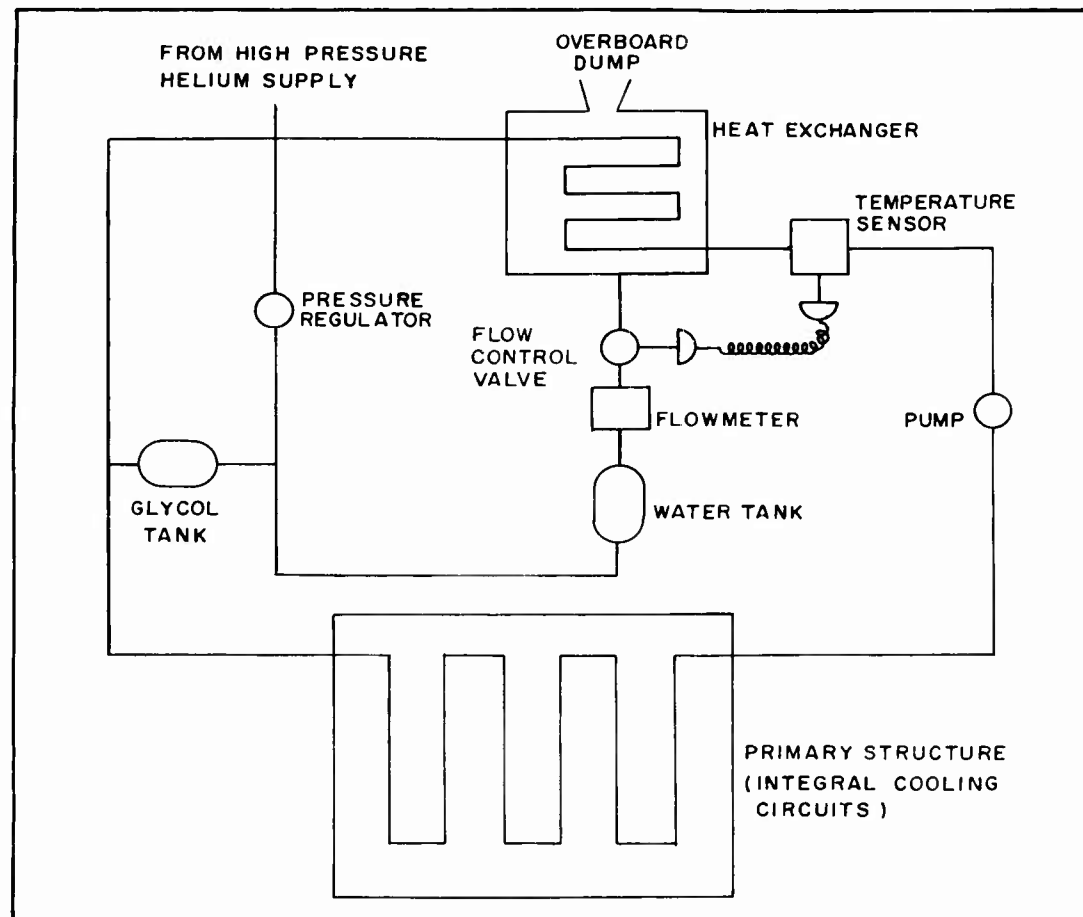 FROM HIGH PRESSURE
HELIUM SUPPLY
OVERBOARD
DUMP
HEAT EXCHANGER
TEMPERATURE
SENSOR
PRESSURE
REGULATOR
FLOW
CONTROL
VALVE
FLOWMETER
PUMP
GLYCOL
TANK
WATER TANK
PRIMARY STRUCTURE
(INTEGRAL COOLING
CIRCUITS)